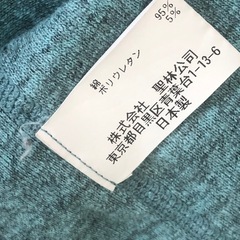 綿 95%
ポリウレタン 5%
株式会社 聖林公司
東京都目黒区青葉台1-13-6
日本製